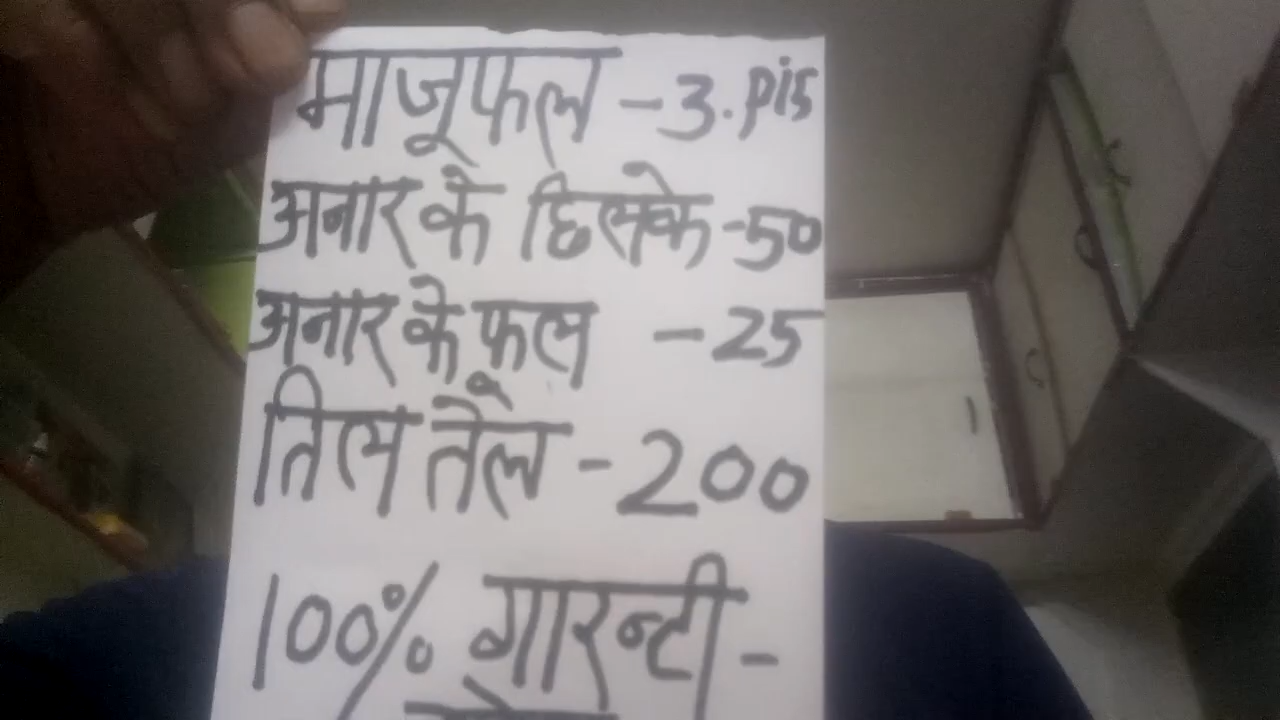 माजूफल - 3. pis
अनार के छिलके - 50
अनार के फूल - 25
तिल तेल - 200
100% गारन्टी -